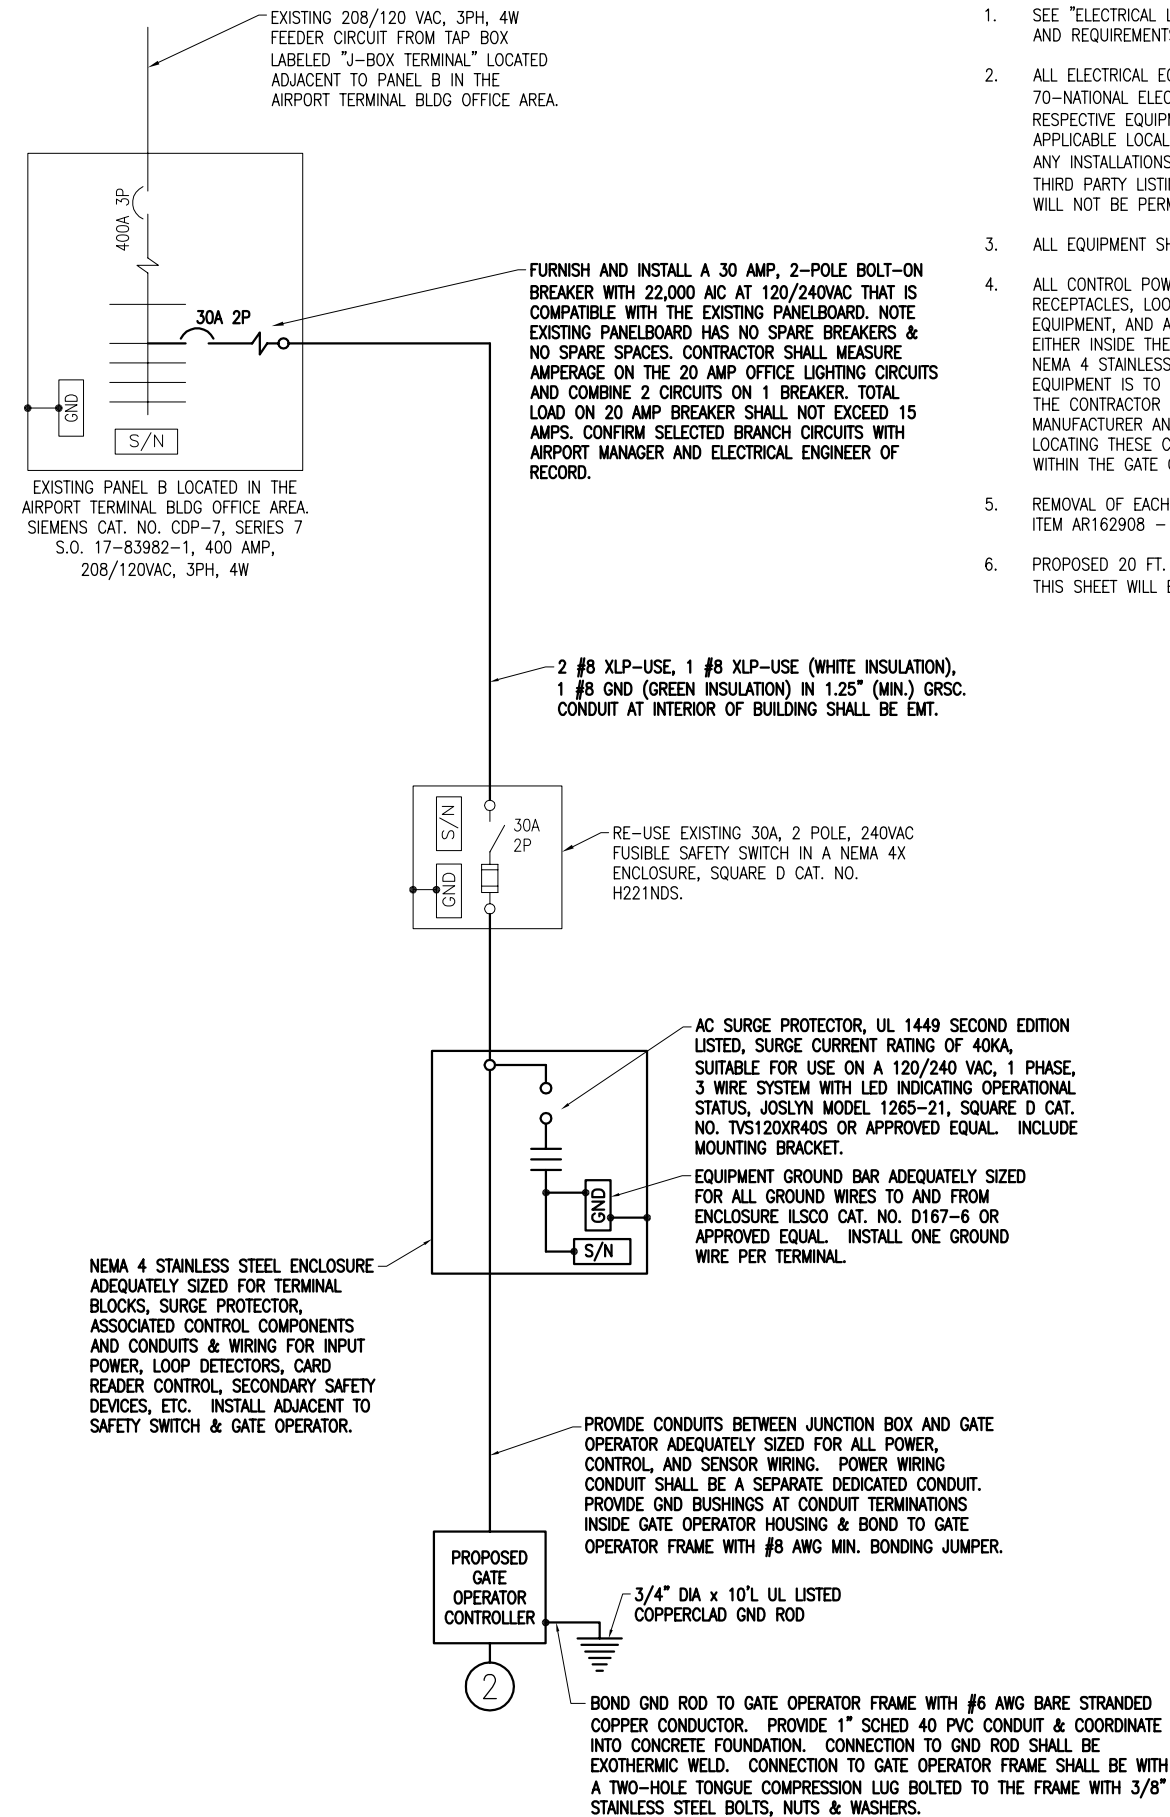 EXISTING 208/120 VAC, 3PH, 4W
FEEDER CIRCUIT FROM TAP BOX
LABELED "J-BOX TERMINAL" LOCATED
ADJACENT TO PANEL B IN THE
AIRPORT TERMINAL BLDG OFFICE AREA.
400A 3P
30A 2P
GND
S/N
EXISTING PANEL B LOCATED IN THE
AIRPORT TERMINAL BLDG OFFICE AREA.
SIEMENS CAT. NO. CDP-7, SERIES 7
S.O. 17-83982-1, 400 AMP,
208/120VAC, 3PH, 4W
FURNISH AND INSTALL A 30 AMP, 2-POLE BOLT-ON
BREAKER WITH 22,000 AIC AT 120/240VAC THAT IS
COMPATIBLE WITH THE EXISTING PANELBOARD. NOTE
EXISTING PANELBOARD HAS NO SPARE BREAKERS &
NO SPARE SPACES. CONTRACTOR SHALL MEASURE
AMPERAGE ON THE 20 AMP OFFICE LIGHTING CIRCUITS
AND COMBINE 2 CIRCUITS ON 1 BREAKER. TOTAL
LOAD ON 20 AMP BREAKER SHALL NOT EXCEED 15
AMPS. CONFIRM SELECTED BRANCH CIRCUITS WITH
AIRPORT MANAGER AND ELECTRICAL ENGINEER OF
RECORD.
1. SEE "ELECTRICAL
AND REQUIREMENTS
2. ALL ELECTRICAL
70-NATIONAL
RESPECTIVE
APPLICABLE LOCAL
ANY INSTALLATIONS
THIRD PARTY
WILL NOT BE
3. ALL EQUIPMENT
4. ALL CONTROL
RECEPTACLES,
EQUIPMENT, AND
EITHER INSIDE THE
NEMA 4 STAINLESS
EQUIPMENT IS TO
THE CONTRACTOR
MANUFACTURER
LOCATING THESE
WITHIN THE GATE
5. REMOVAL OF EACH
ITEM AR162908 -
6. PROPOSED 20 FT.
THIS SHEET WILL
2 #8 XLP-USE, 1 #8 XLP-USE (WHITE INSULATION),
1 #8 GND (GREEN INSULATION) IN 1.25" (MIN.) GRSC.
CONDUIT AT INTERIOR OF BUILDING SHALL BE EMT.
S/N
GND
30A
2P
RE-USE EXISTING 30A, 2 POLE, 240VAC
FUSIBLE SAFETY SWITCH IN A NEMA 4X
ENCLOSURE, SQUARE D CAT. NO.
H221NDS.
AC SURGE PROTECTOR, UL 1449 SECOND EDITION
LISTED, SURGE CURRENT RATING OF 40KA,
SUITABLE FOR USE ON A 120/240 VAC, 1 PHASE,
3 WIRE SYSTEM WITH LED INDICATING OPERATIONAL
STATUS, JOSLYN MODEL 1265-21, SQUARE D CAT.
NO. TVS120XR40S OR APPROVED EQUAL. INCLUDE
MOUNTING BRACKET.
EQUIPMENT GROUND BAR ADEQUATELY SIZED
FOR ALL GROUND WIRES TO AND FROM
ENCLOSURE ILSCO CAT. NO. D167-6 OR
APPROVED EQUAL. INSTALL ONE GROUND
WIRE PER TERMINAL.
GND
S/N
NEMA 4 STAINLESS STEEL ENCLOSURE
ADEQUATELY SIZED FOR TERMINAL
BLOCKS, SURGE PROTECTOR,
ASSOCIATED CONTROL COMPONENTS
AND CONDUITS & WIRING FOR INPUT
POWER, LOOP DETECTORS, CARD
READER CONTROL, SECONDARY SAFETY
DEVICES, ETC. INSTALL ADJACENT TO
SAFETY SWITCH & GATE OPERATOR.
PROVIDE CONDUITS BETWEEN JUNCTION BOX AND GATE
OPERATOR ADEQUATELY SIZED FOR ALL POWER,
CONTROL, AND SENSOR WIRING. POWER WIRING
CONDUIT SHALL BE A SEPARATE DEDICATED CONDUIT.
PROVIDE GND BUSHINGS AT CONDUIT TERMINATIONS
INSIDE GATE OPERATOR HOUSING & BOND TO GATE
OPERATOR FRAME WITH #8 AWG MIN. BONDING JUMPER.
PROPOSED
GATE
OPERATOR
CONTROLLER
2
3/4" DIA x 10'L UL LISTED
COPPERCLAD GND ROD
BOND GND ROD TO GATE OPERATOR FRAME WITH #6 AWG BARE STRANDED
COPPER CONDUCTOR. PROVIDE 1" SCHED 40 PVC CONDUIT & COORDINATE
INTO CONCRETE FOUNDATION. CONNECTION TO GND ROD SHALL BE
EXOTHERMIC WELD. CONNECTION TO GATE OPERATOR FRAME SHALL BE WITH
A TWO-HOLE TONGUE COMPRESSION LUG BOLTED TO THE FRAME WITH 3/8"
STAINLESS STEEL BOLTS, NUTS & WASHERS.